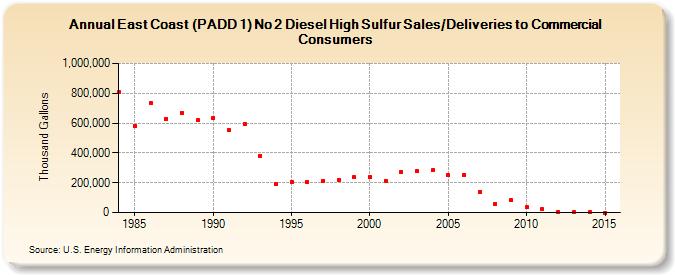 Annual East Coast (PADD 1) No 2 Diesel High Sulfur Sales/Deliveries to Commercial
Consumers
Thousand Gallons
1,000,000
800,000
600,000
400,000
200,000
0
1985 1990 1995 2000 2005 2010 2015
Source: U.S. Energy Information Administration